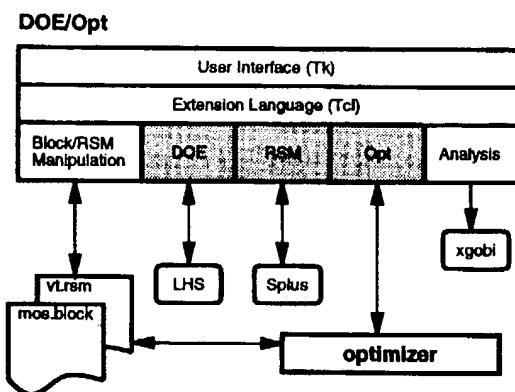 DOE/Opt
User Interface (Tk)
Extension Language (Tcl)
Block/RSM
Manipulation
DOE
RSM
Opt
Analysis
xgobi
LHS
Splus
vt.rsm
mos.block
optimizer